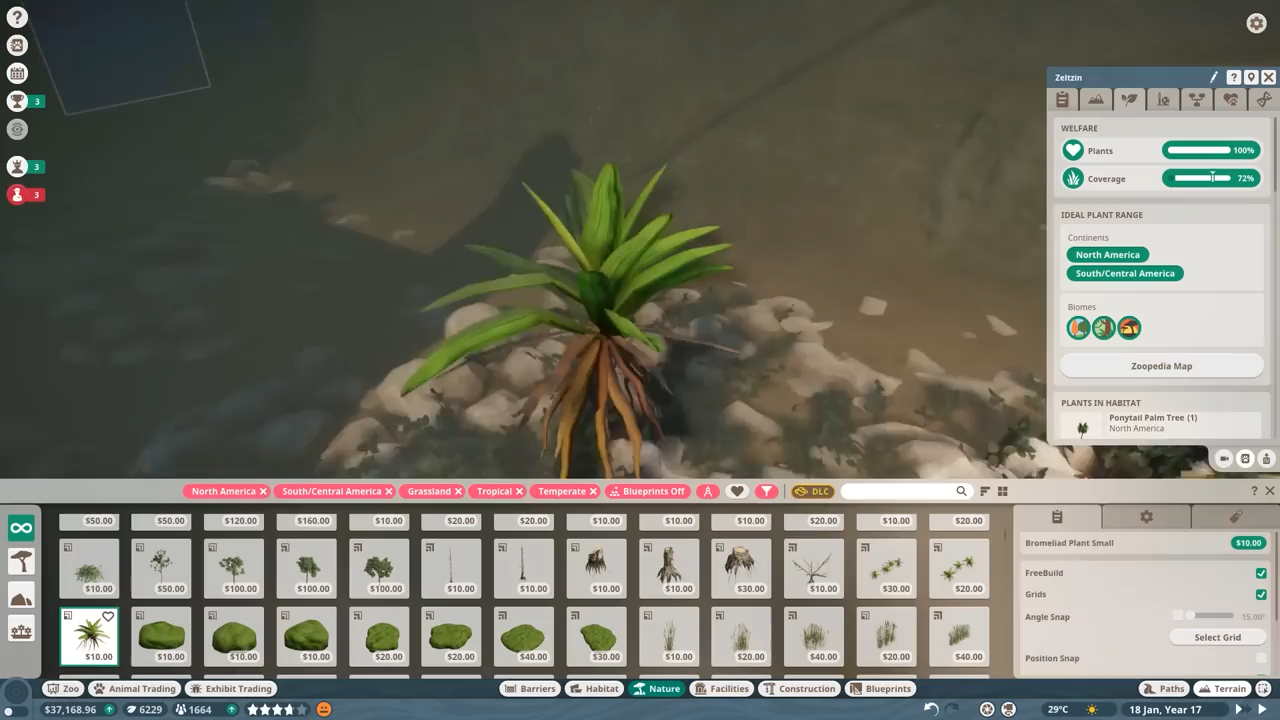 ?
3
3
3
Zeltzin
?
WELFARE
Plants
100%
Coverage
72%
IDEAL PLANT RANGE
Continents
North America
South/Central America
Biomes
Zoopedia Map
PLANTS IN HABITAT
Ponytail Palm Tree (1)
North America
North America ✕ South/Central America ✕ Grassland ✕ Tropical ✕ Temperate ✕ Blueprints Off
DLC
? ✕
$50.00 $50.00 $120.00 $160.00 $10.00 $20.00 $20.00 $10.00 $10.00 $10.00 $20.00 $10.00 $20.00
$10.00 $50.00 $100.00 $100.00 $100.00 $10.00 $10.00 $10.00 $10.00 $30.00 $10.00 $30.00 $20.00
$10.00 $10.00 $10.00 $10.00 $20.00 $20.00 $40.00 $30.00 $10.00 $20.00 $40.00 $20.00 $40.00
Bromeliad Plant Small
$10.00
FreeBuild
Grids
Angle Snap
15.00°
Select Grid
Position Snap
Zoo Animal Trading Exhibit Trading Barriers Habitat Nature Facilities Construction Blueprints Paths Terrain
$37,168.96 6229 1664 29°C 18 Jan, Year 17